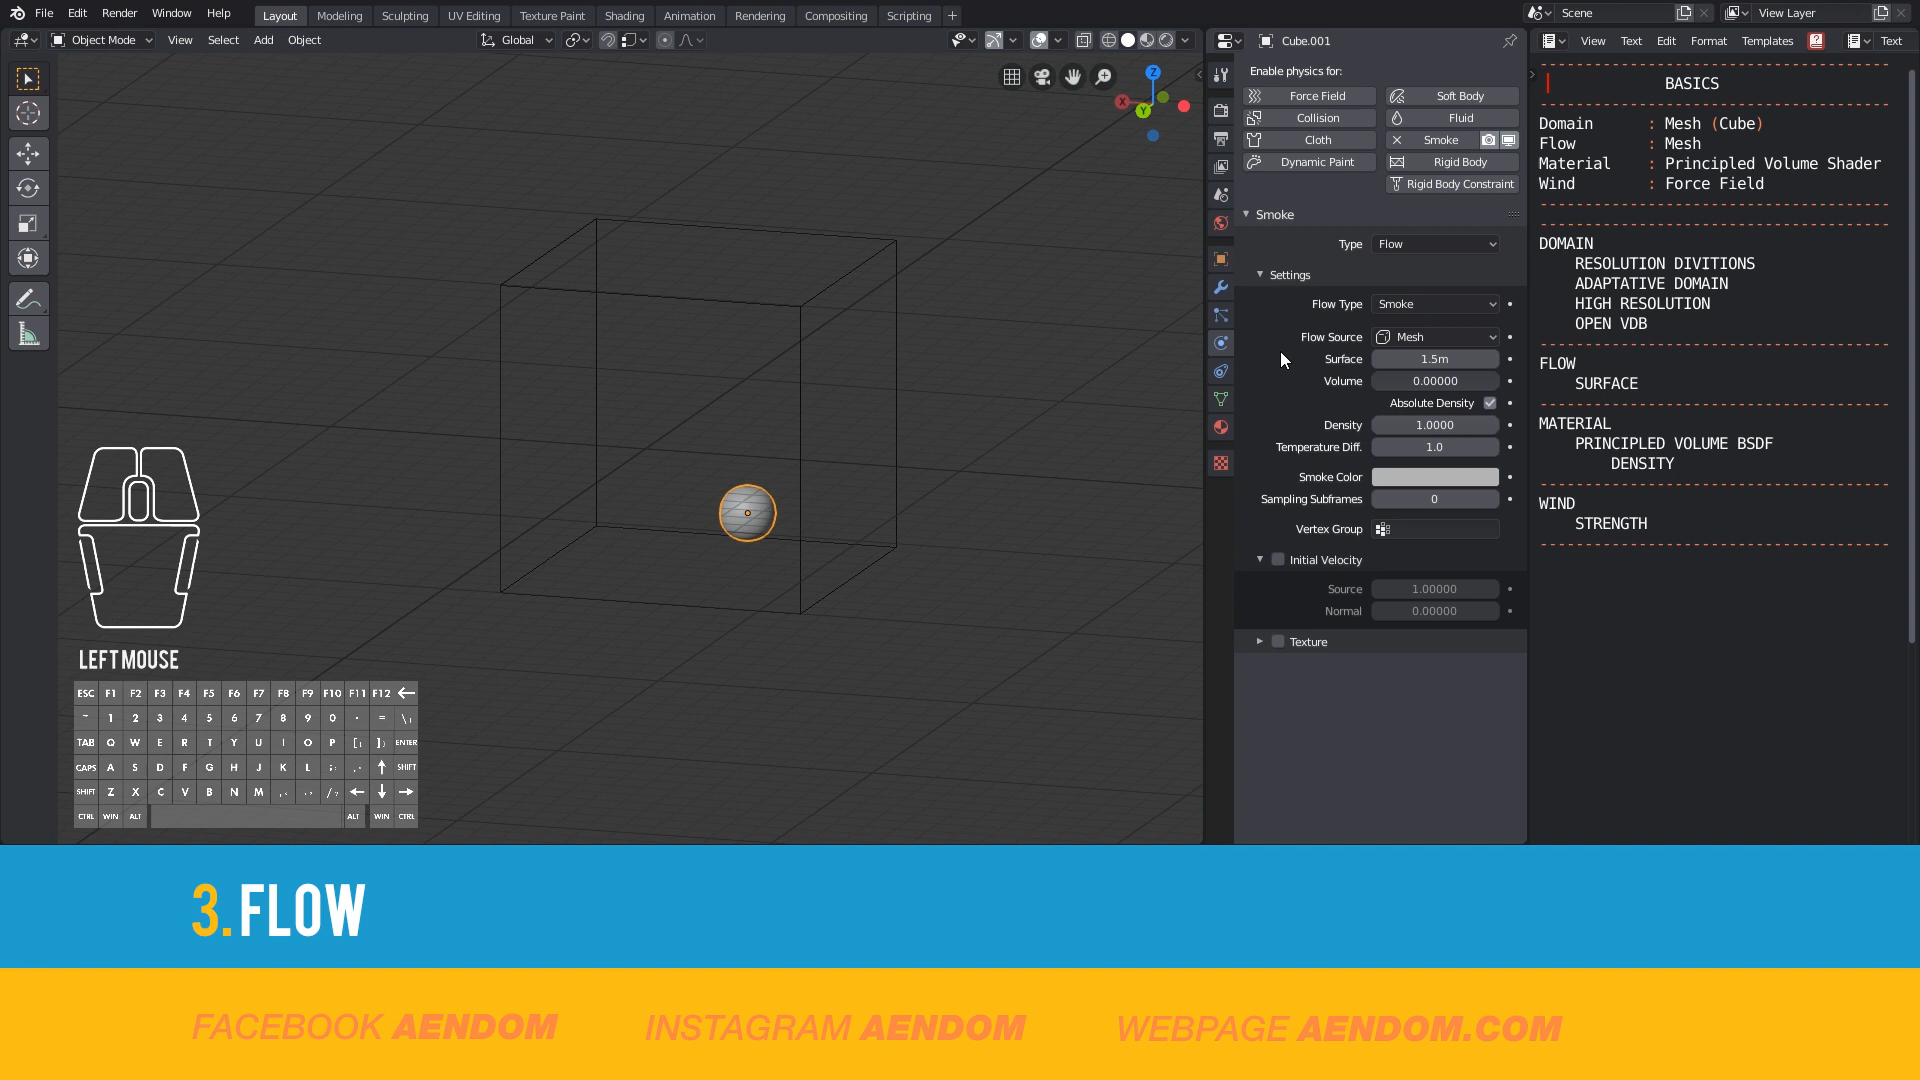 File Edit Render Window Help Layout Modeling Sculpting UV Editing Texture Paint Shading Animation Rendering Compositing Scripting + Scene View Layer
Object Mode View Select Add Object Global Cube.001 View Text Edit Format Templates Text
Z
X
Y
Enable physics for:
Force Field Soft Body
Collision Fluid
Cloth Smoke
Dynamic Paint Rigid Body
Rigid Body Constraint
Smoke
Type Flow
Settings
Flow Type Smoke
Flow Source Mesh
Surface 1.5m
Volume 0.00000
Absolute Density
Density 1.0000
Temperature Diff. 1.0
Smoke Color
Sampling Subframes 0
Vertex Group
Initial Velocity
Source 1.00000
Normal 0.00000
Texture
BASICS
Domain : Mesh (Cube)
Flow : Mesh
Material : Principled Volume Shader
Wind : Force Field
DOMAIN
RESOLUTION DIVITIONS
ADAPTATIVE DOMAIN
HIGH RESOLUTION
OPEN VDB
FLOW
SURFACE
MATERIAL
PRINCIPLED VOLUME BSDF
DENSITY
WIND
STRENGTH
LEFT MOUSE
ESC F1 F2 F3 F4 F5 F6 F7 F8 F9 F10 F11 F12 ←
~ 1 2 3 4 5 6 7 8 9 0 - = \|
TAB Q W E R T Y U I O P [{ ]} ENTER
CAPS A S D F G H J K L ;: ↑ SHIFT
SHIFT Z X C V B N M ,< .> /? ← ↓ →
CTRL WIN ALT ALT WIN CTRL
3. FLOW
FACEBOOK AENDOM INSTAGRAM AENDOM WEBPAGE AENDOM.COM